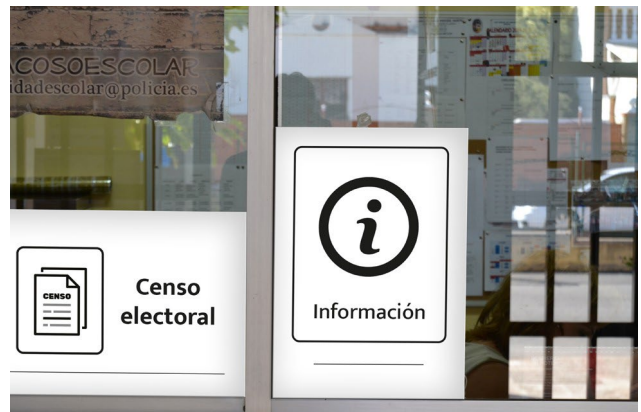 ACOSOESCOLAR
idadescolar@policia.es
CENSO
Censo
electoral
i
Información